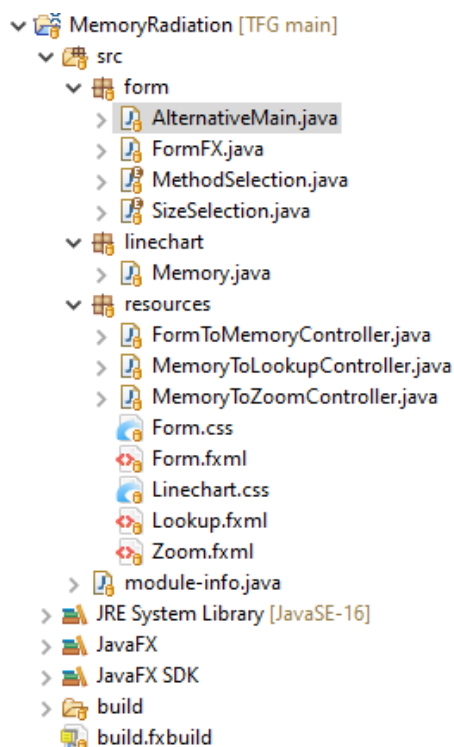 MemoryRadiation [TFG main]
src
form
AlternativeMain.java
FormFX.java
MethodSelection.java
SizeSelection.java
linechart
Memory.java
resources
FormToMemoryController.java
MemoryToLookupController.java
MemoryToZoomController.java
Form.css
Form.fxml
Linechart.css
Lookup.fxml
Zoom.fxml
module-info.java
JRE System Library [JavaSE-16]
JavaFX
JavaFX SDK
build
build.fxbuild